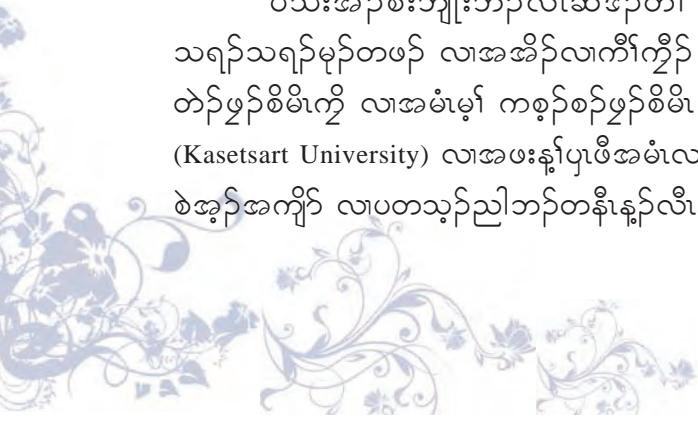 သရၣ်သရၣ်မုၣ်တဖၣ် လၢအအိၣ်လၢကီၢ်ကွီၣ်
တဲၣ်ဖှၣ်စိမိၤကွိ လၢအမံၤမ့ၢ် ကစ့ၣ်စၣ်ဖှၣ်စိမိၤ
(Kasetsart University) လၢအဖးန့ၢ်ပှၤဖီအမံၤလ
စဲအ့ၣ်အကျိာ် လၢပတသ့ၣ်ညါဘၣ်တနီၤန့ၣ်လီၤ